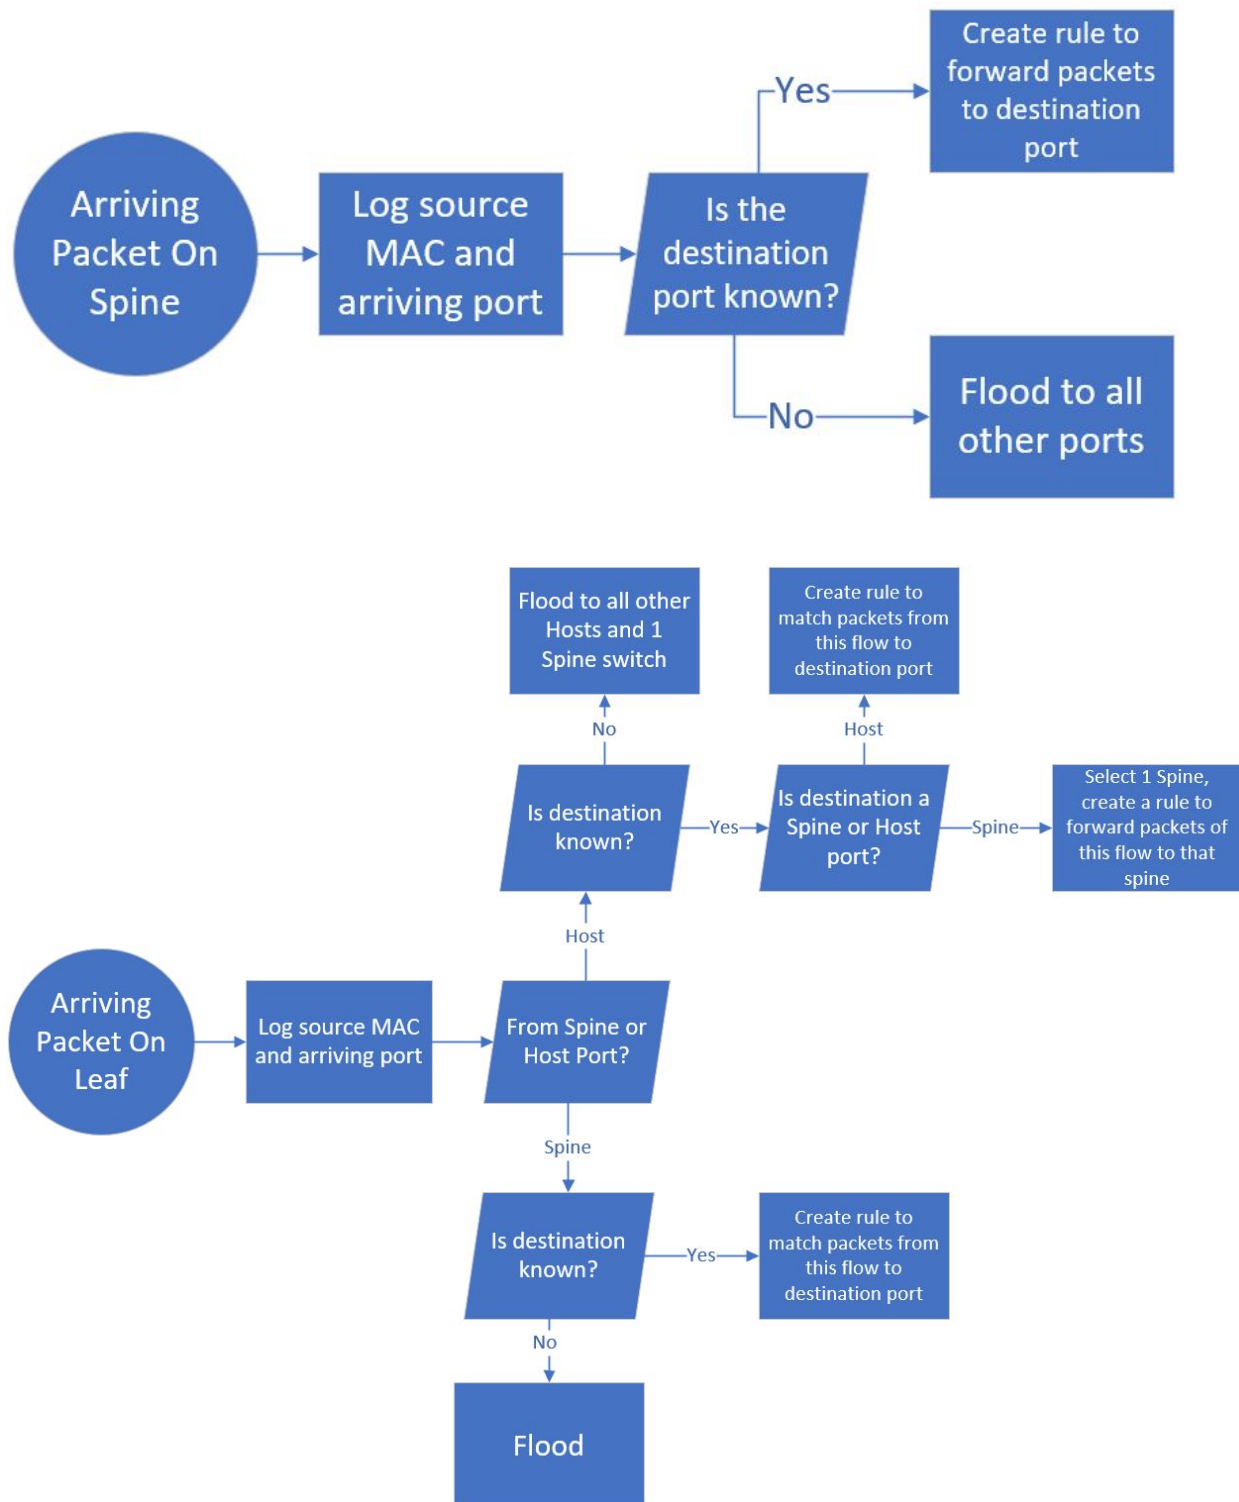 Arriving
Packet On
Spine
Log source
MAC and
arriving port
Is the
destination
port known?
Yes
Create rule to
forward packets
to destination
port
No
Flood to all
other ports
Flood to all other
Hosts and 1
Spine switch
Create rule to
match packets from
this flow to
destination port
No
Host
Is destination
known?
Yes
Is destination a
Spine or Host
port?
Spine
Select 1 Spine,
create a rule to
forward packets of
this flow to that
spine
Host
Arriving
Packet On
Leaf
Log source MAC
and arriving port
From Spine or
Host Port?
Spine
Is destination
known?
Yes
Create rule to
match packets from
this flow to
destination port
No
Flood